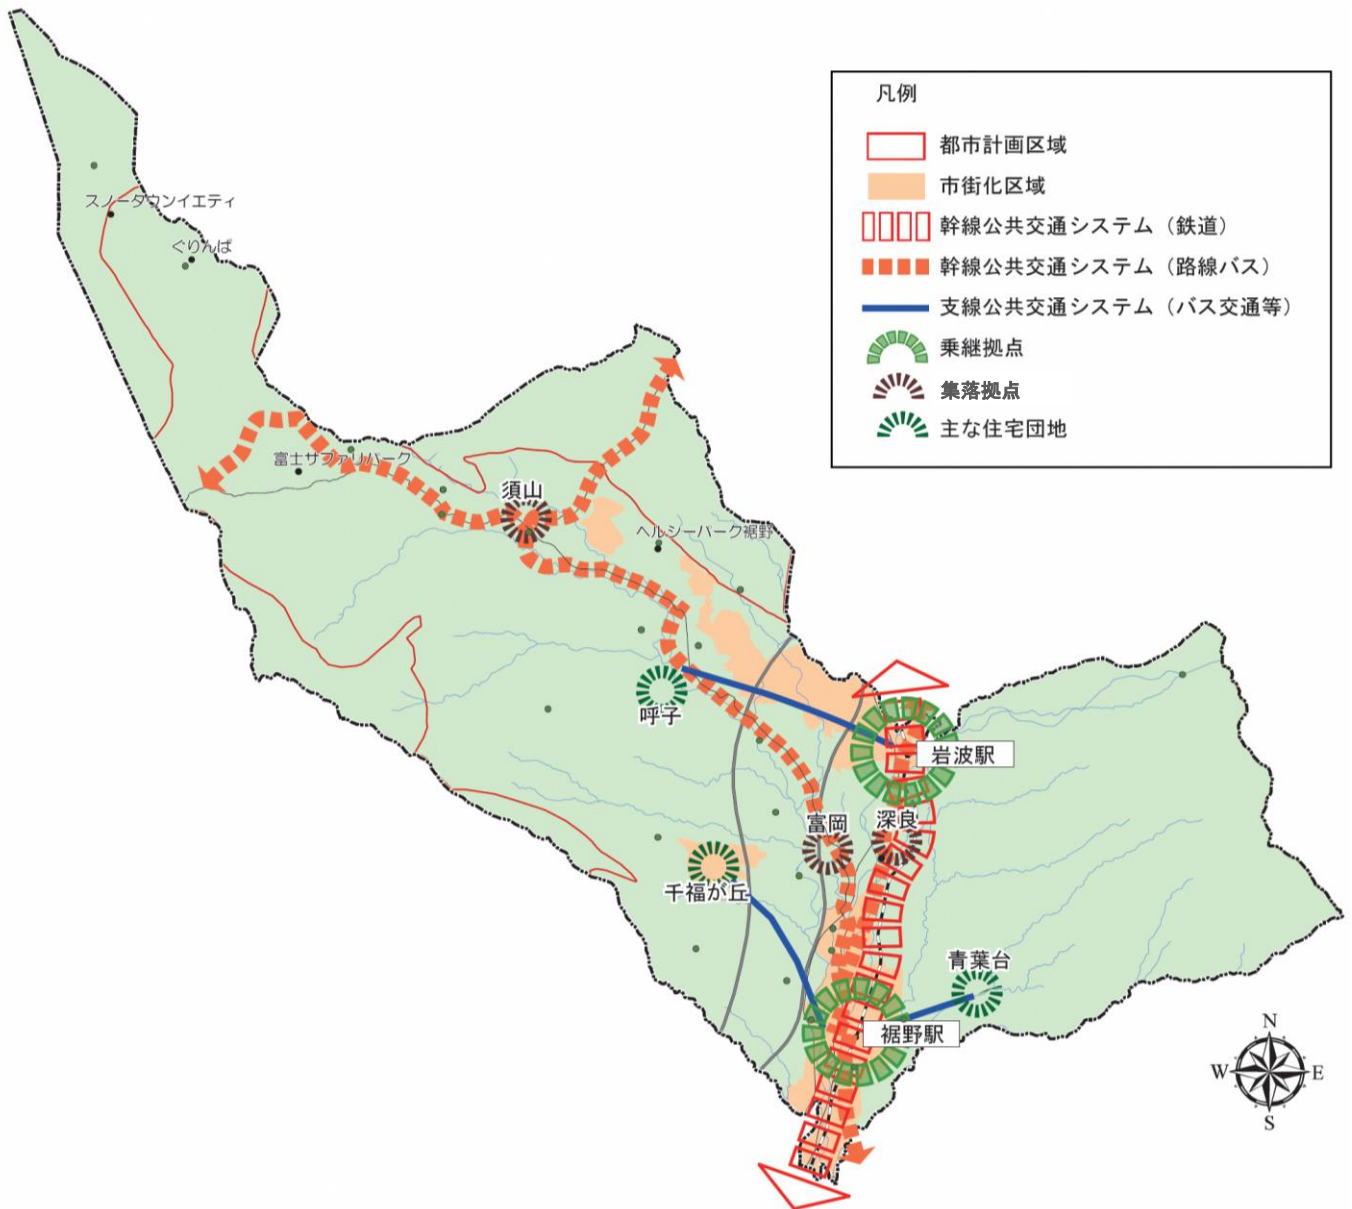 凡例
都市計画区域
市街化区域
幹線公共交通システム（鉄道）
幹線公共交通システム（路線バス）
支線公共交通システム（バス交通等）
乗継拠点
集落拠点
主な住宅団地
スノータウンイエティ
ぐりんぱ
富士サファリパーク
須山
ヘルシーパーク裾野
呼子
岩波駅
富岡
深良
千福が丘
青葉台
裾野駅
N
W
E
S